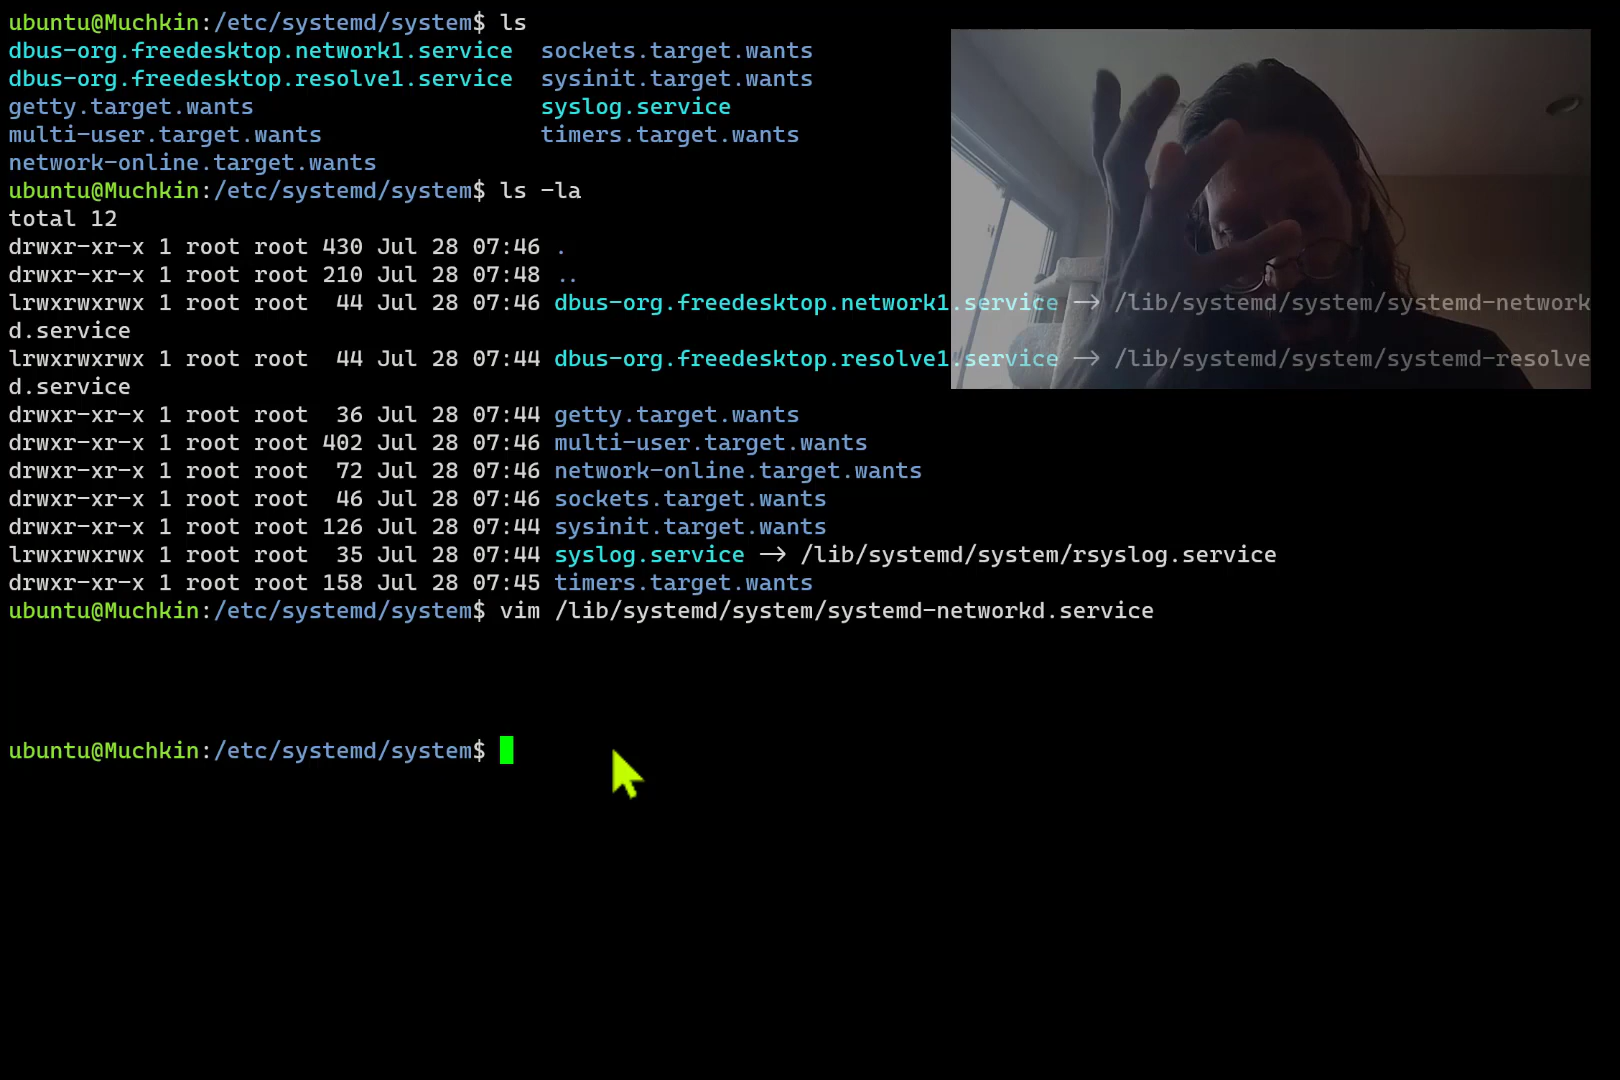 ubuntu@Muchkin:/etc/systemd/system$ ls
dbus-org.freedesktop.network1.service  sockets.target.wants
dbus-org.freedesktop.resolve1.service  sysinit.target.wants
getty.target.wants                     syslog.service
multi-user.target.wants                timers.target.wants
network-online.target.wants
ubuntu@Muchkin:/etc/systemd/system$ ls -la
total 12
drwxr-xr-x 1 root root 430 Jul 28 07:46 .
drwxr-xr-x 1 root root 210 Jul 28 07:48 ..
lrwxrwxrwx 1 root root  44 Jul 28 07:46 dbus-org.freedesktop.network1.service -> /lib/systemd/system/systemd-network
d.service
lrwxrwxrwx 1 root root  44 Jul 28 07:44 dbus-org.freedesktop.resolve1.service -> /lib/systemd/system/systemd-resolve
d.service
drwxr-xr-x 1 root root  36 Jul 28 07:44 getty.target.wants
drwxr-xr-x 1 root root 402 Jul 28 07:46 multi-user.target.wants
drwxr-xr-x 1 root root  72 Jul 28 07:46 network-online.target.wants
drwxr-xr-x 1 root root  46 Jul 28 07:46 sockets.target.wants
drwxr-xr-x 1 root root 126 Jul 28 07:44 sysinit.target.wants
lrwxrwxrwx 1 root root  35 Jul 28 07:44 syslog.service -> /lib/systemd/system/rsyslog.service
drwxr-xr-x 1 root root 158 Jul 28 07:45 timers.target.wants
ubuntu@Muchkin:/etc/systemd/system$ vim /lib/systemd/system/systemd-networkd.service
ubuntu@Muchkin:/etc/systemd/system$